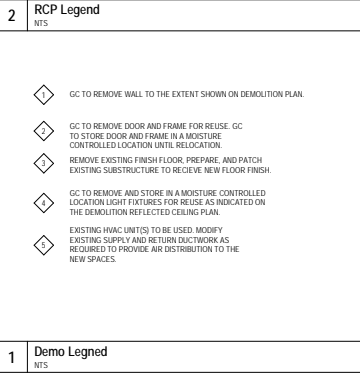 2 RCP Legend
NTS
1 GC TO REMOVE WALL TO THE EXTENT SHOWN ON DEMOLITION PLAN.
2 GC TO REMOVE DOOR AND FRAME FOR REUSE. GC
TO STORE DOOR AND FRAME IN A MOISTURE
CONTROLLED LOCATION UNTIL RELOCATION.
3 REMOVE EXISTING FINISH FLOOR, PREPARE, AND PATCH
EXISTING SUBSTRUCTURE TO RECIEVE NEW FLOOR FINISH.
4 GC TO REMOVE AND STORE IN A MOISTURE CONTROLLED
LOCATION LIGHT FIXTURES FOR REUSE AS INDICATED ON
THE DEMOLITION REFLECTED CEILING PLAN.
5 EXISTING HVAC UNIT(S) TO BE USED. MODIFY
EXISTING SUPPLY AND RETURN DUCTWORK AS
REQUIRED TO PROVIDE AIR DISTRIBUTION TO THE
NEW SPACES.
1 Demo Legned
NTS